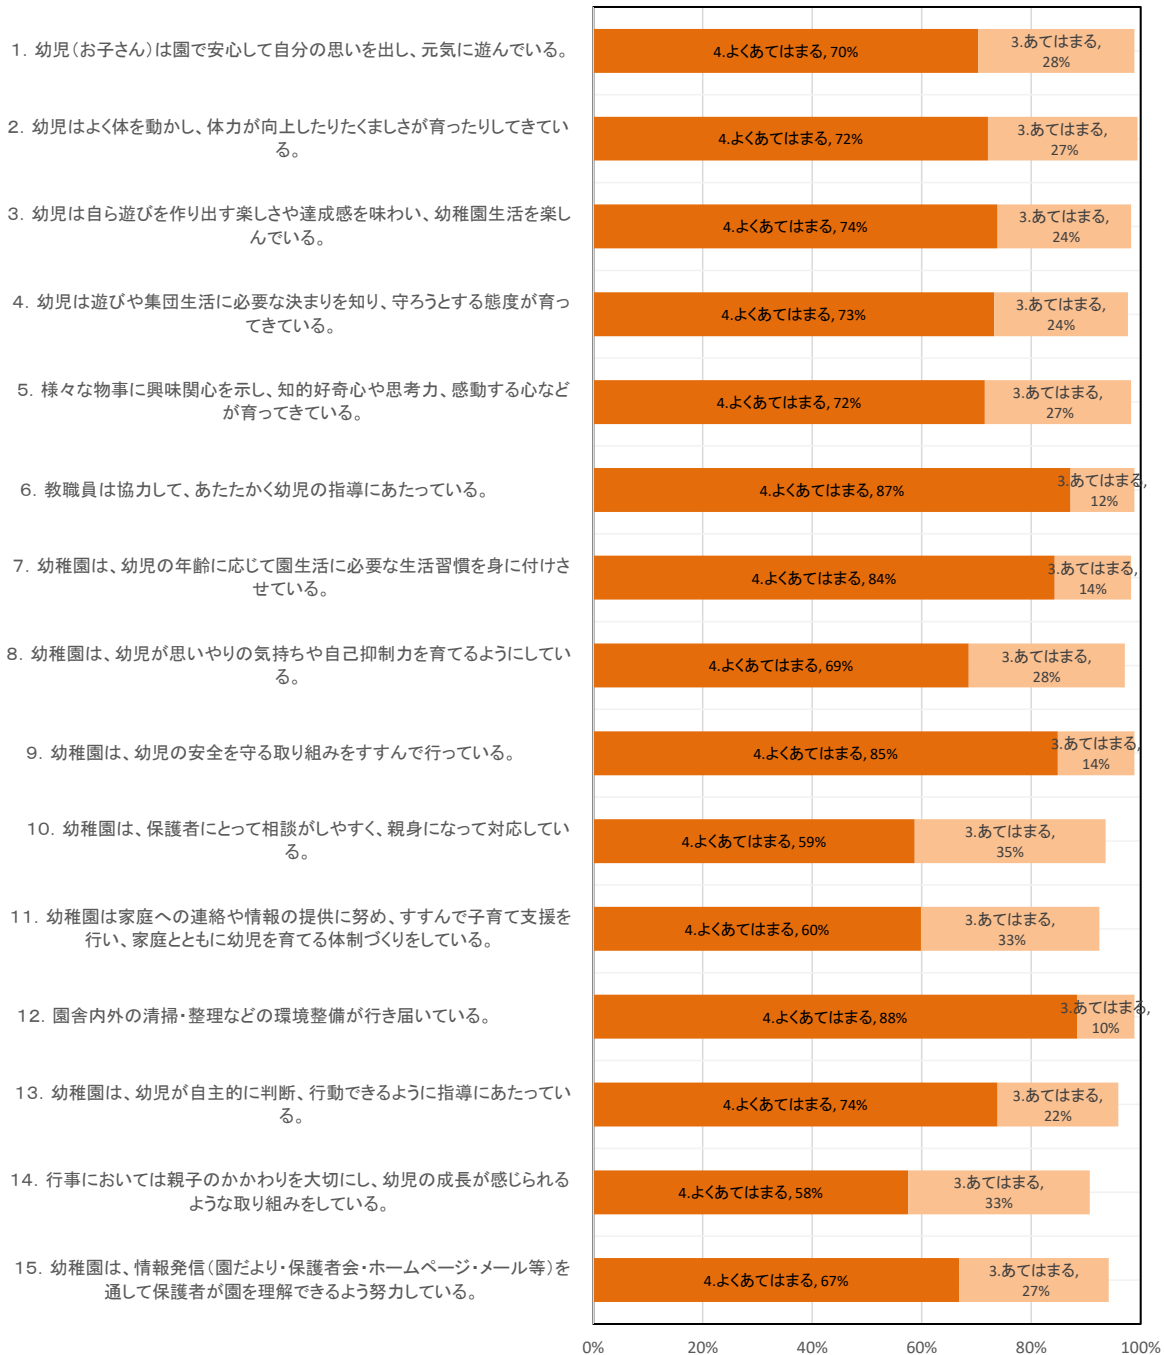 1. 幼児(お子さん)は園で安心して自分の思いを出し、元気に遊んでいる。
4.よくあてはまる, 70%
3.あてはまる,
28%
2. 幼児はよく体を動かし、体力が向上したりたくましさが育ったりしてきてい
る。
4.よくあてはまる, 72%
3.あてはまる,
27%
3. 幼児は自ら遊びを作り出す楽しさや達成感を味わい、幼稚園生活を楽し
んでいる。
4.よくあてはまる, 74%
3.あてはまる,
24%
4. 幼児は遊びや集団生活に必要な決まりを知り、守ろうとする態度が育っ
てきている。
4.よくあてはまる, 73%
3.あてはまる,
24%
5. 様々な物事に興味関心を示し、知的好奇心や思考力、感動する心など
が育ってきている。
4.よくあてはまる, 72%
3.あてはまる,
27%
6. 教職員は協力して、あたたかく幼児の指導にあたっている。
4.よくあてはまる, 87%
3.あてはまる,
12%
7. 幼稚園は、幼児の年齢に応じて園生活に必要な生活習慣を身に付けさ
せている。
4.よくあてはまる, 84%
3.あてはまる,
14%
8. 幼稚園は、幼児が思いやりの気持ちや自己抑制力を育てるようにしてい
る。
4.よくあてはまる, 69%
3.あてはまる,
28%
9. 幼稚園は、幼児の安全を守る取り組みをすすんで行っている。
4.よくあてはまる, 85%
3.あてはまる,
14%
10. 幼稚園は、保護者にとって相談がしやすく、親身になって対応してい
る。
4.よくあてはまる, 59%
3.あてはまる,
35%
11. 幼稚園は家庭への連絡や情報の提供に努め、すすんで子育て支援を
行い、家庭とともに幼児を育てる体制づくりをしている。
4.よくあてはまる, 60%
3.あてはまる,
33%
12. 園舎内外の清掃・整理などの環境整備が行き届いている。
4.よくあてはまる, 88%
3.あてはまる,
10%
13. 幼稚園は、幼児が自主的に判断、行動できるように指導にあたってい
る。
4.よくあてはまる, 74%
3.あてはまる,
22%
14. 行事においては親子のかかわりを大切にし、幼児の成長が感じられる
ような取り組みをしている。
4.よくあてはまる, 58%
3.あてはまる,
33%
15. 幼稚園は、情報発信(園だより・保護者会・ホームページ・メール等)を
通して保護者が園を理解できるよう努力している。
4.よくあてはまる, 67%
3.あてはまる,
27%
0% 20% 40% 60% 80% 100%